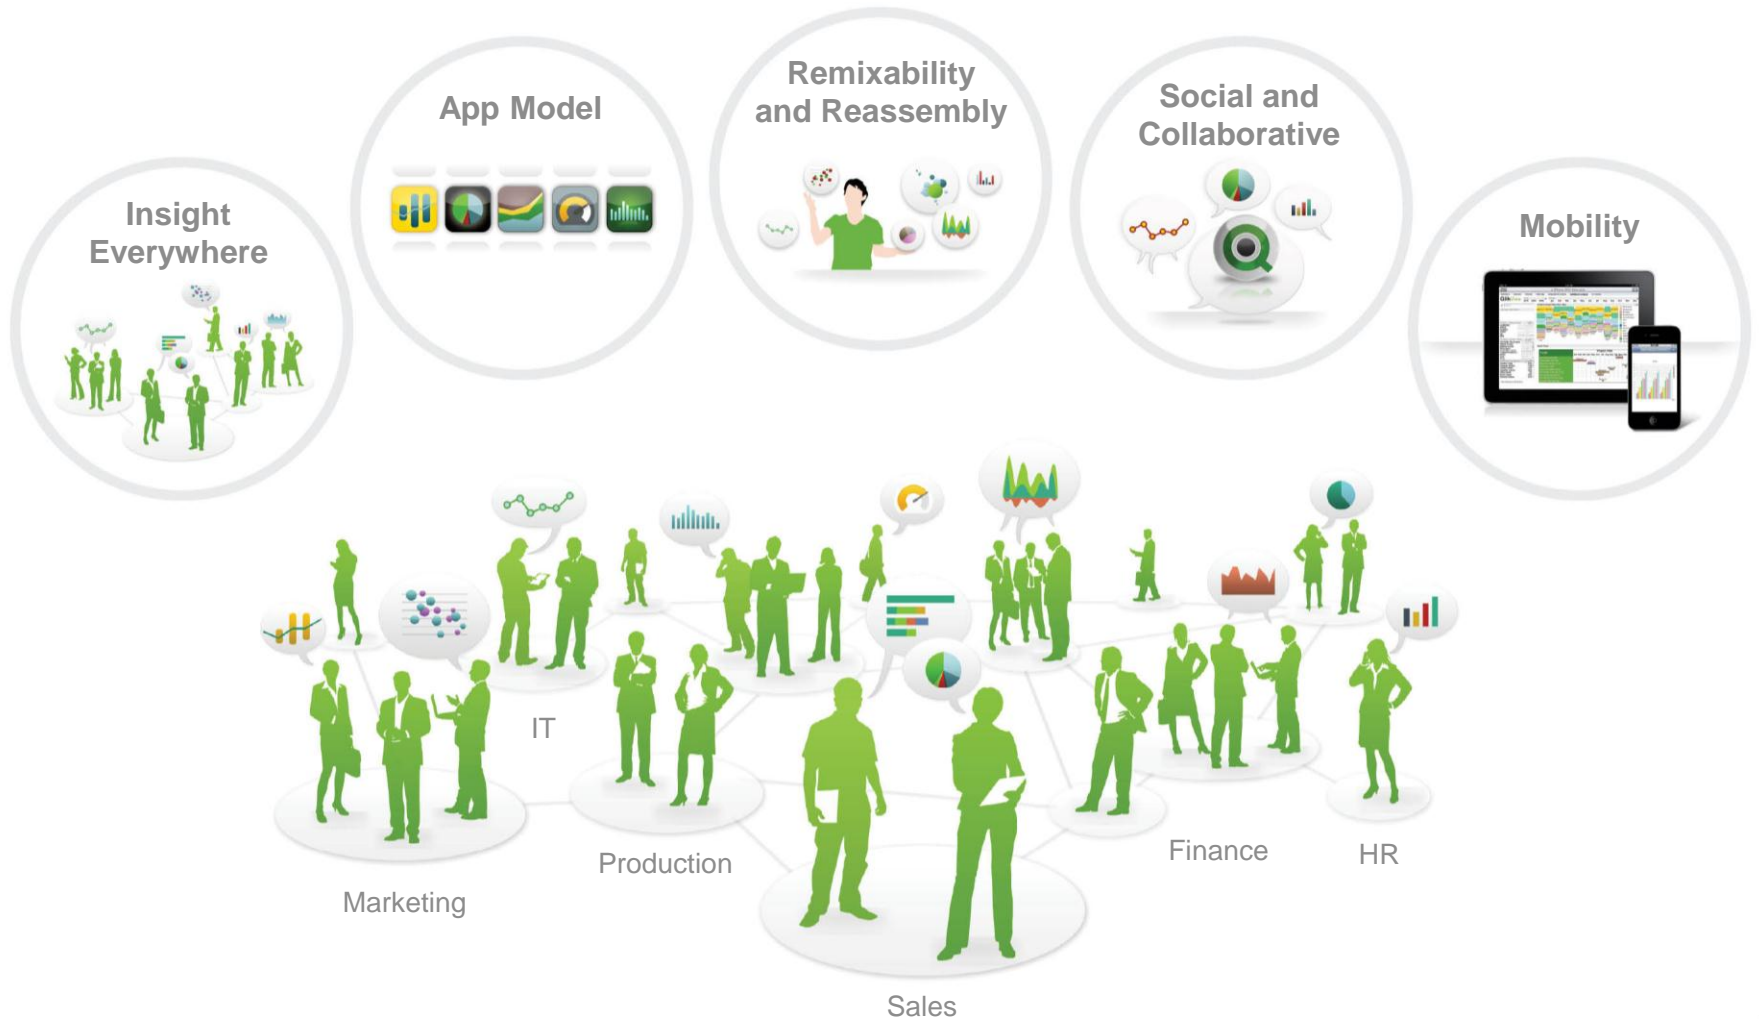 Insight
Everywhere
App Model
Remixability
and Reassembly
Social and
Collaborative
Mobility
IT
Production
Marketing
Sales
Finance
HR